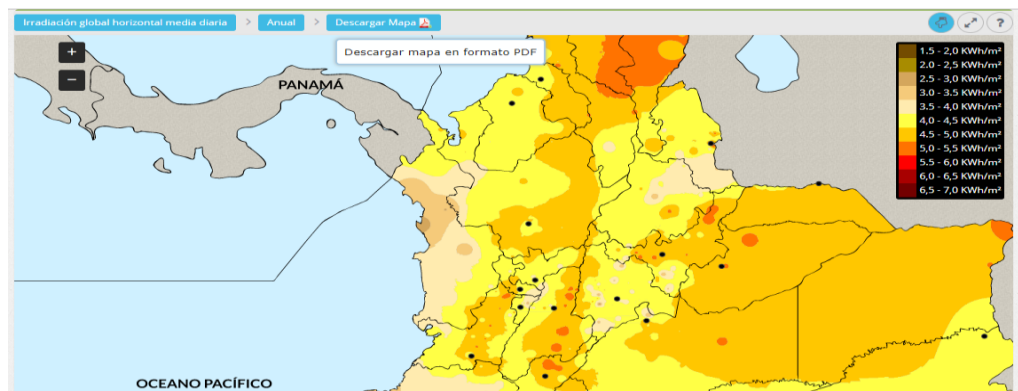 Irradiación global horizontal media diaria > Anual > Descargar Mapa
?
+
Descargar mapa en formato PDF
−
PANAMÁ
1.5 - 2,0 KWh/m²
2.0 - 2,5 KWh/m²
2.5 - 3,0 KWh/m²
3.0 - 3.5 KWh/m²
3.5 - 4,0 KWh/m²
4,0 - 4,5 KWh/m²
4.5 - 5,0 KWh/m²
5,0 - 5,5 KWh/m²
5.5 - 6,0 KWh/m²
6,0 - 6,5 KWh/m²
6,5 - 7,0 KWh/m²
OCEANO PACÍFICO